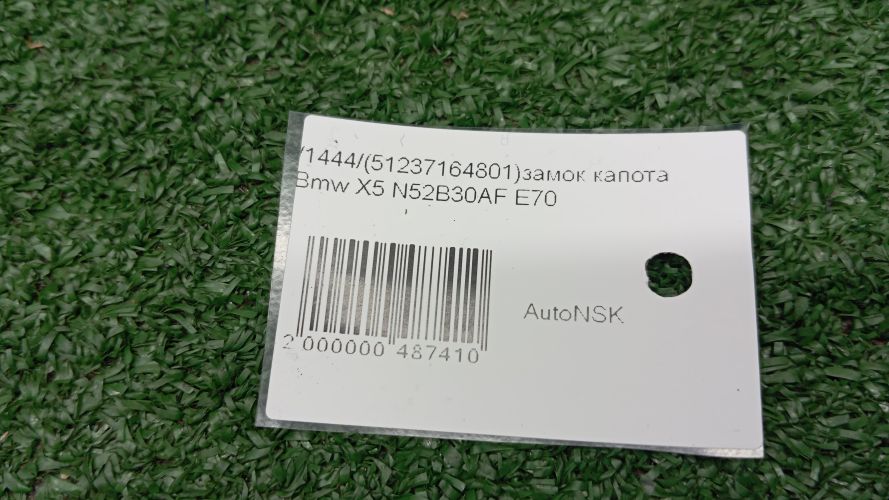 /1444/(51237164801)замок капота
Bmw X5 N52B30AF E70
AutoNSK
2 000000 487410